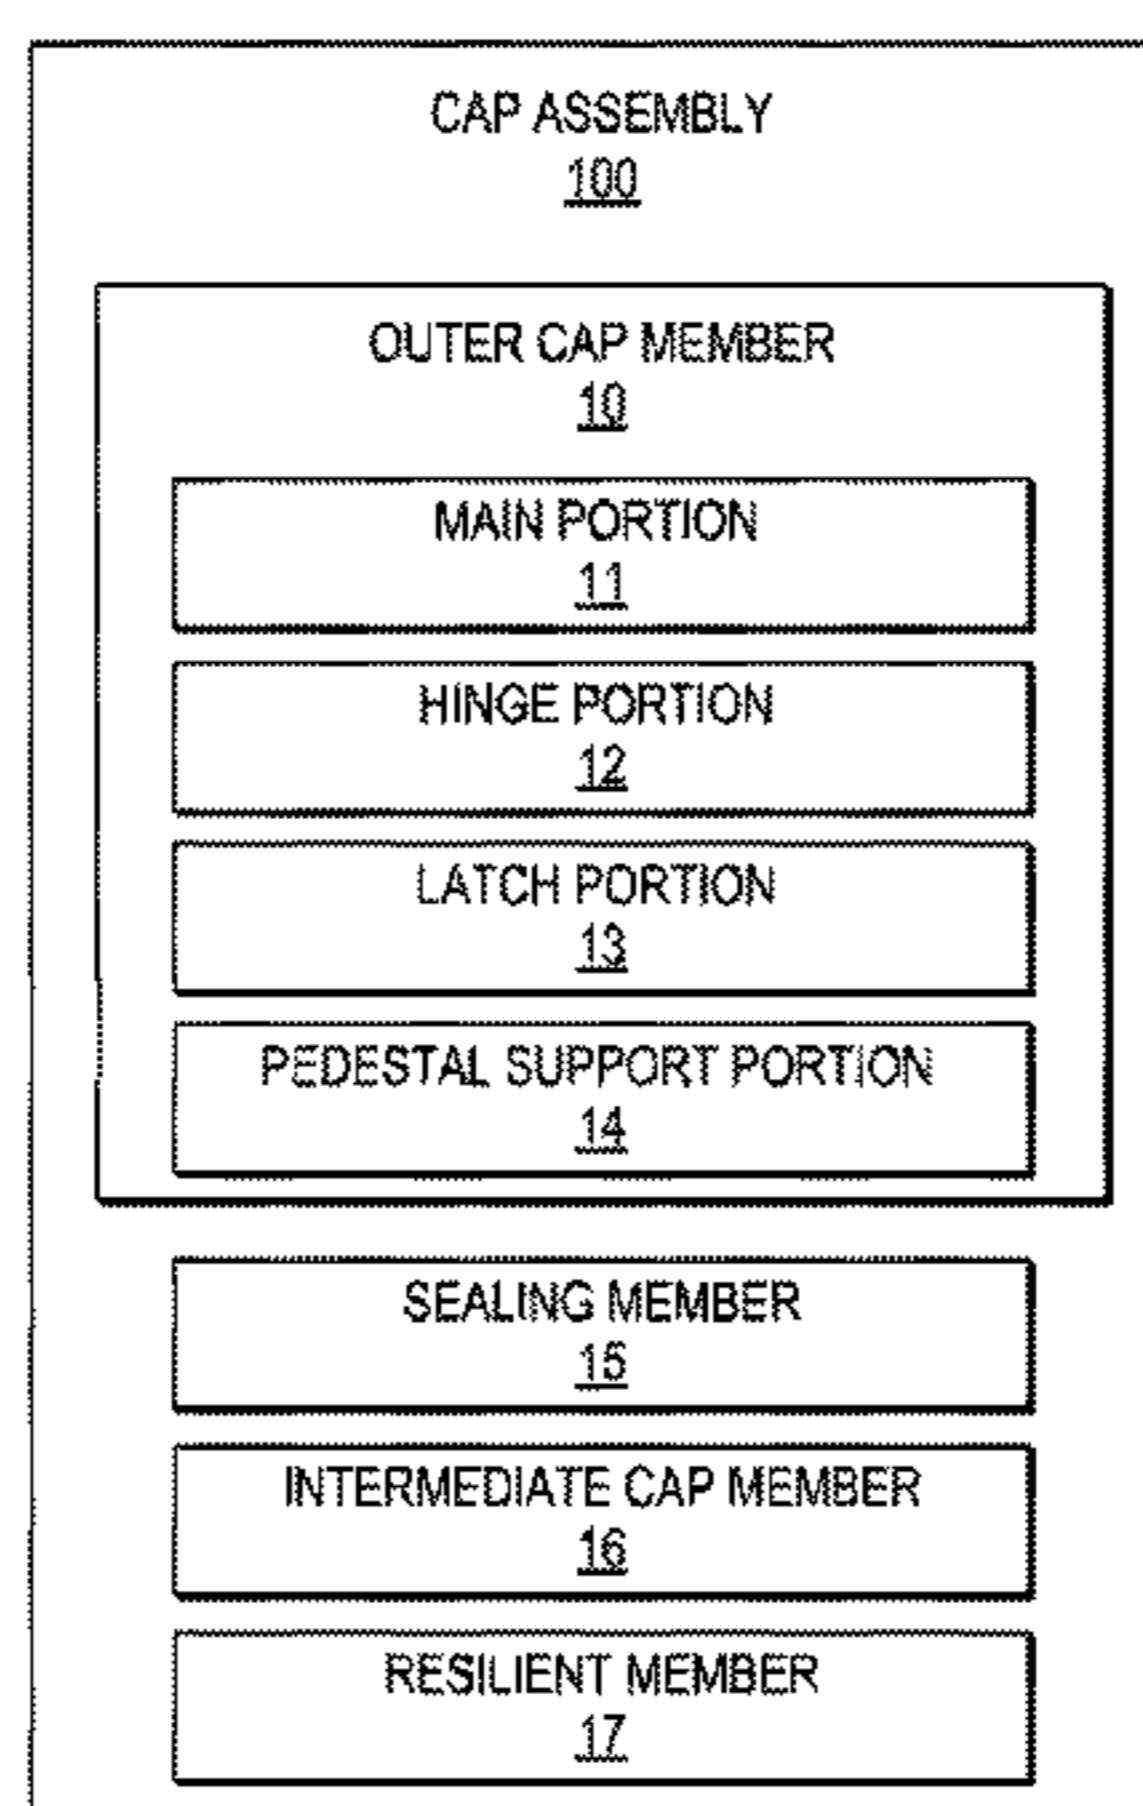 CAP ASSEMBLY
100
OUTER CAP MEMBER
10
MAIN PORTION
11
HINGE PORTION
12
LATCH PORTION
13
PEDESTAL SUPPORT PORTION
14
SEALING MEMBER
15
INTERMEDIATE CAP MEMBER
16
RESILIENT MEMBER
17